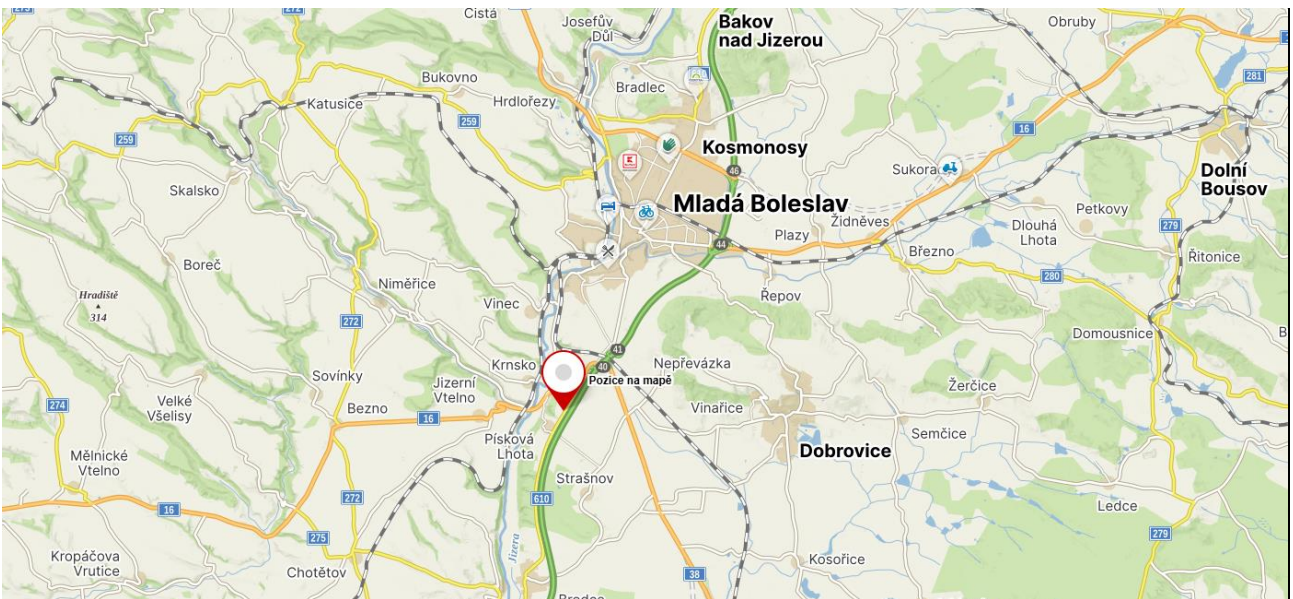 273
272
Čistá
Josefův
Důl
Bakov
nad Jizerou
Obruby
Bukovno
Bradlec
281
Katusice
Hrdlořezy
259
16
259
Kosmonosy
46
Sukorady
Dolní
Bousov
Skalsko
Mladá Boleslav
Petkovy
Židněves
Dlouhá
Lhota
279
Plazy
44
Březno
Řitonice
Boreč
Niměřice
280
Hradiště
314
Vinec
Řepov
272
Domousnice
B
41
Krnsko
Nepřevázka
40
Pozice na mapě
Sovínky
Jizerní
Vtelno
Žerčice
274
Velké
Všelisy
Bezno
16
Vinařice
Písková
Lhota
Semčice
Mělnické
Vtelno
Dobrovice
Strašnov
272
610
16
Ledce
279
275
Jizera
Kropáčova
Vrutice
Chotětov
Kosořice
38
Brodce